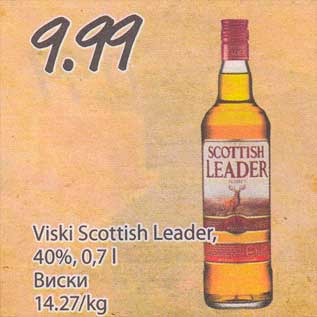 9.99
SCOTTISH
LEADER
Viski Scottish Leader,
40%, 0,7 l
Виски
14.27/kg